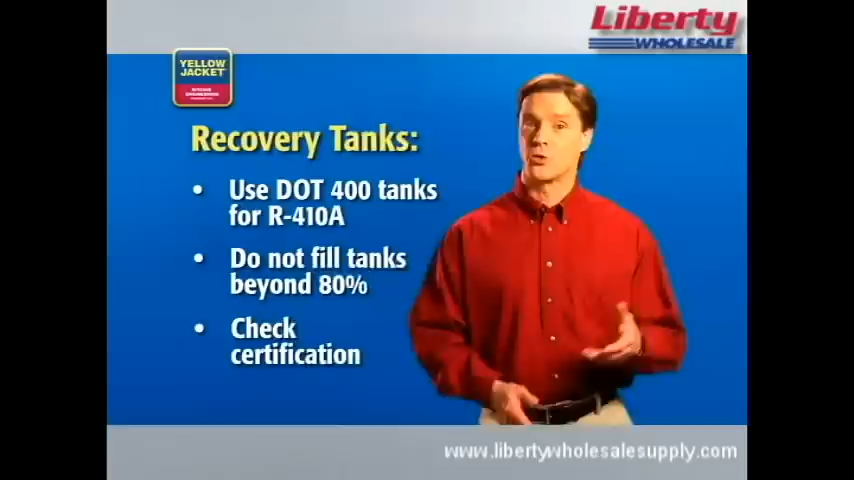 Liberty
WHOLESALE
YELLOW
JACKET
Recovery Tanks:
• Use DOT 400 tanks
for R-410A
• Do not fill tanks
beyond 80%
• Check
certification
www.libertywholesalesupply.com